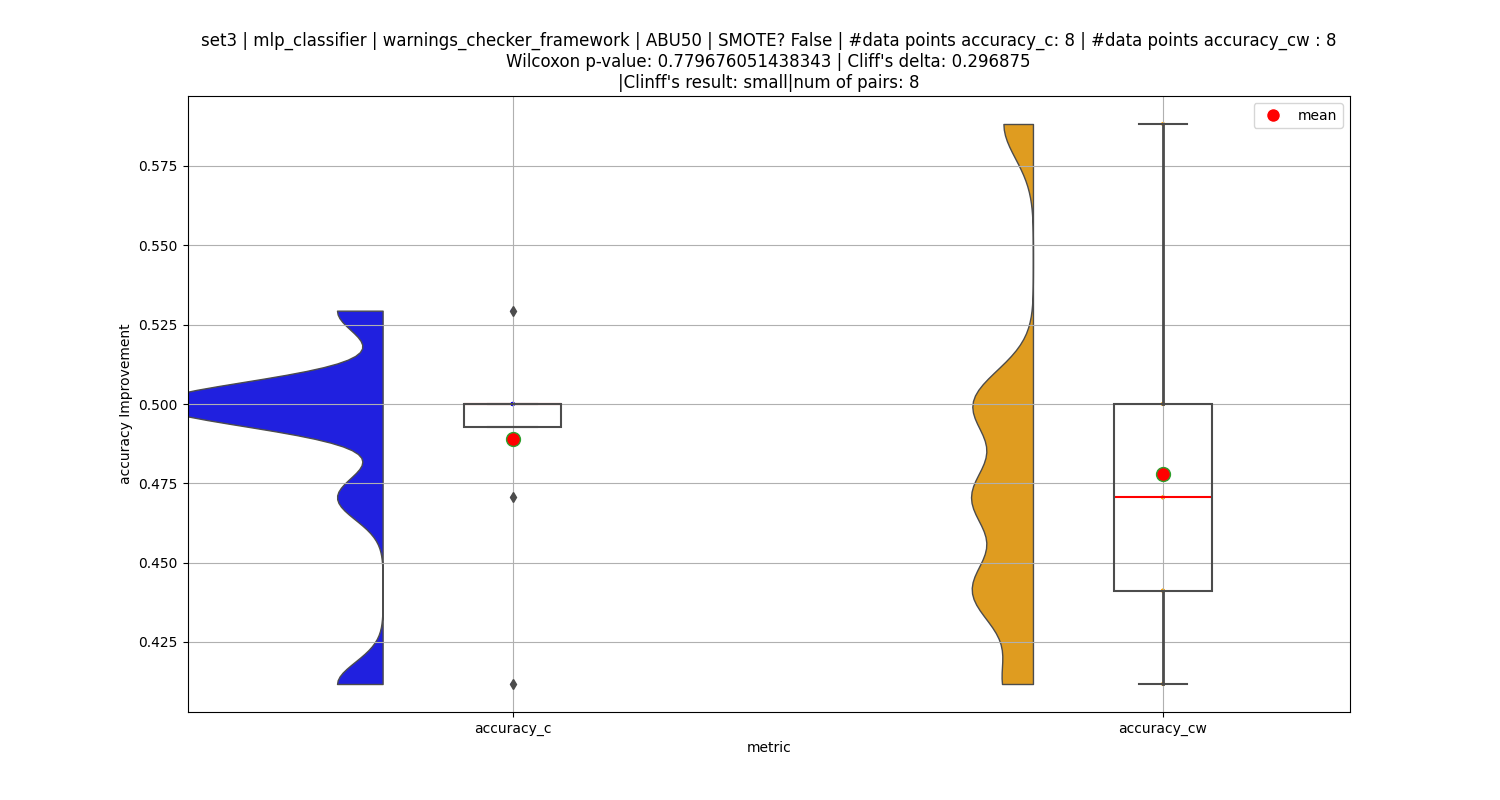 set3 | mlp_classifier | warnings_checker_framework | ABU50 | SMOTE? False | #data points accuracy_c: 8 | #data points accuracy_cw : 8
Wilcoxon p-value: 0.779676051438343 | Cliff's delta: 0.296875
|Clinff's result: small|num of pairs: 8
mean
0.575
0.550
0.525
0.500
0.475
0.450
0.425
accuracy Improvement
accuracy_c
accuracy_cw
metric